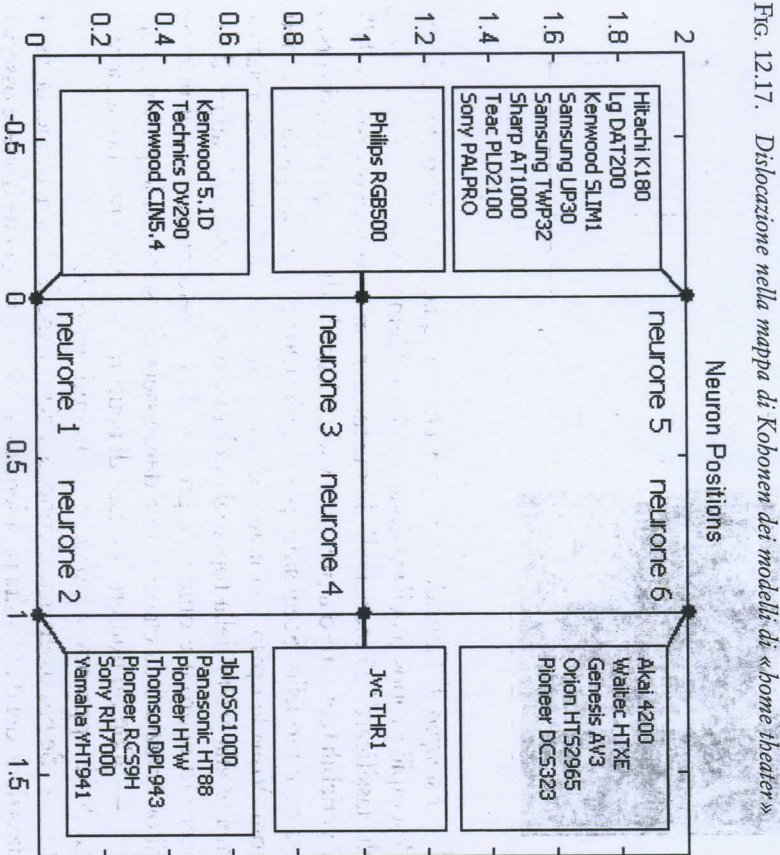 FIG. 12.17. Dislocazione nella mappa di Kohonen dei modelli di «home theater»
Neuron Positions
2
1.8
1.6
1.4
1.2
1
0.8
0.6
0.4
0.2
0
Hitachi K180
Lg DAT200
Kenwood SLIM1
Samsung UP30
Samsung TWP32
Sharp AT1000
Teac PLD2100
Sony PALPRO
neurone 5
neurone 6
Akai 4200
Waitec HTXE
Genesis AV3
Orion HTS2965
Pioneer DCS323
Philips RGB500
neurone 3
neurone 4
Jvc THR1
Kenwood 5.1D
Technics DV290
Kenwood CIN5.4
neurone 1
neurone 2
Jbl DSC1000
Panasonic HT88
Pioneer HTW
Thomson DPL943
Pioneer RCS9H
Sony RH7000
Yamaha YHT941
-0.5
0
0.5
1
1.5